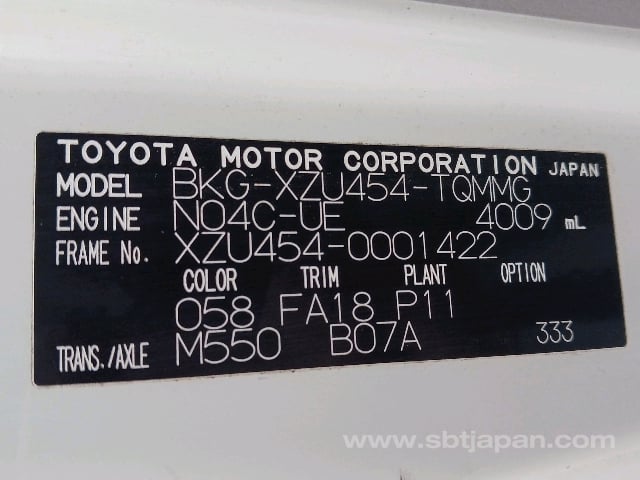 TOYOTA MOTOR CORPORATION JAPAN
MODEL BKG-XZU454-TQMMG
ENGINE N04C-UE 4009 mL
FRAME No. XZU454-0001422
COLOR TRIM PLANT OPTION
058 FA18 P11
TRANS./AXLE M550 B07A 333
www.sbtjapan.com